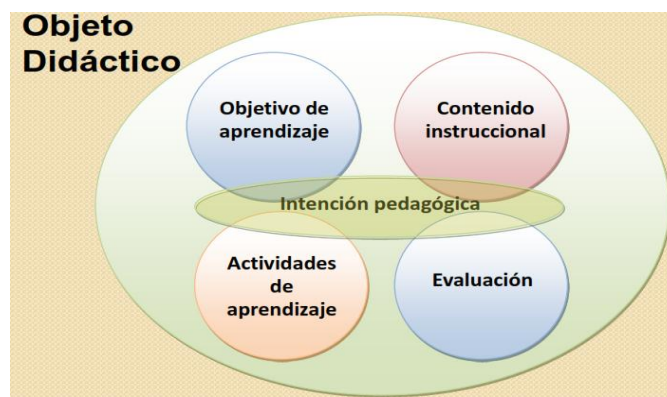 Objeto
Didáctico
Objetivo de
aprendizaje
Contenido
instruccional
Intención pedagógica
Actividades
de
aprendizaje
Evaluación